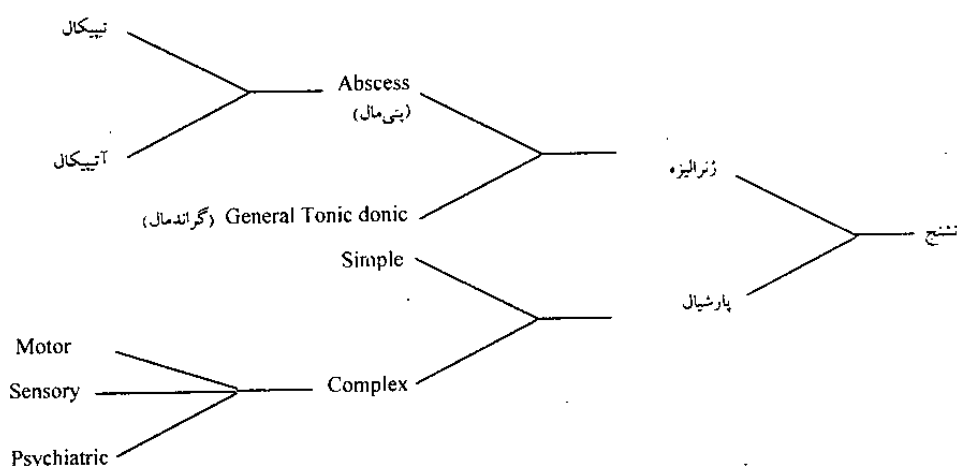 تیپیکال
Abscess
(پتی‌مال)
آتیپیکال
ژنرالیزه
(گراندمال) General Tonic donic
تشنج
Simple
پارشیال
Motor
Complex
Sensory
Psychiatric